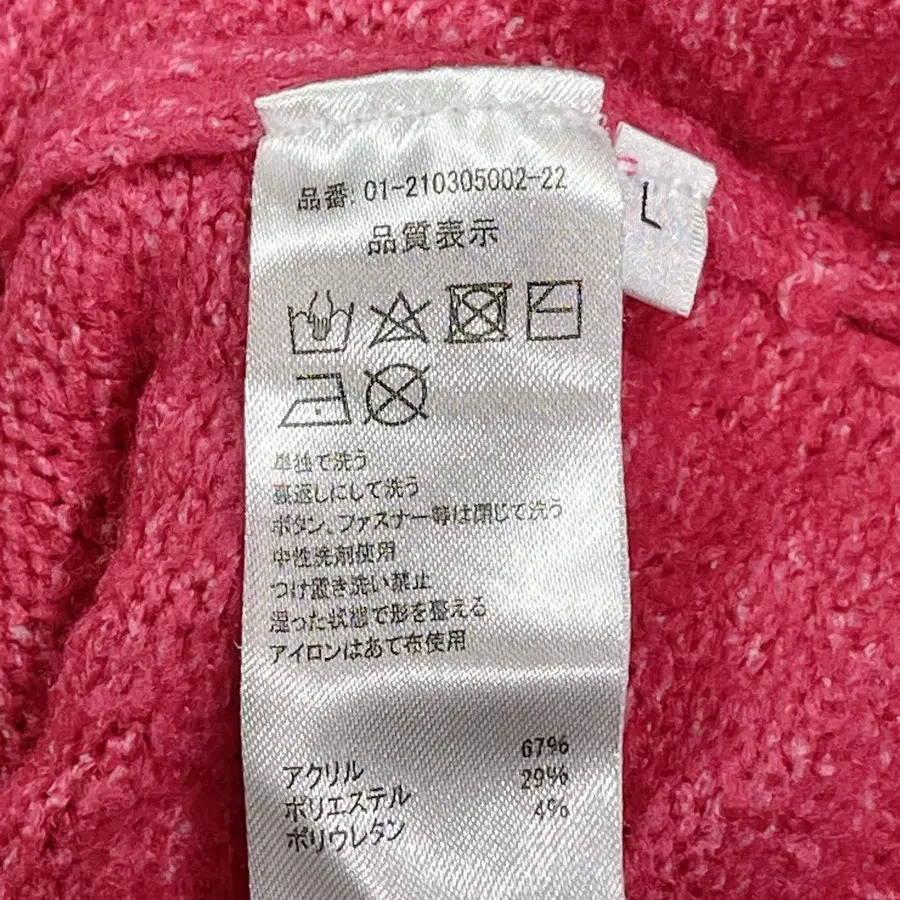 品番: 01-210305002-22
L
品質表示
単独で洗う
裏返しにして洗う
ボタン、ファスナー等は閉じて洗う
中性洗剤使用
つけ置き洗い禁止
湿った状態で形を整える
アイロンはあて布使用
アクリル 67%
ポリエステル 29%
ポリウレタン 4%